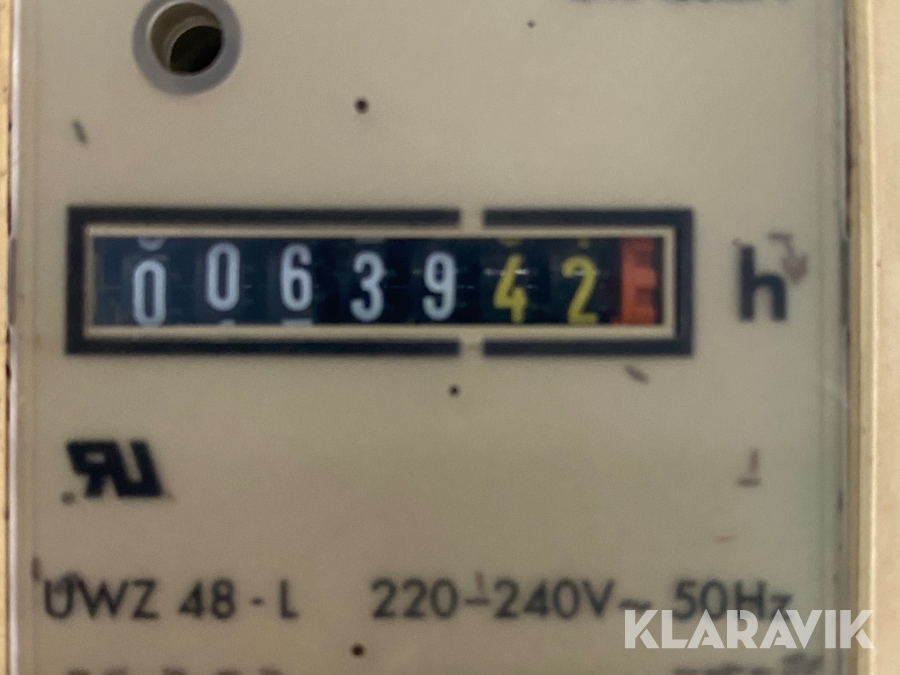 0063942
h
UWZ 48 - L 220-240V~ 50Hz
KLARAVIK